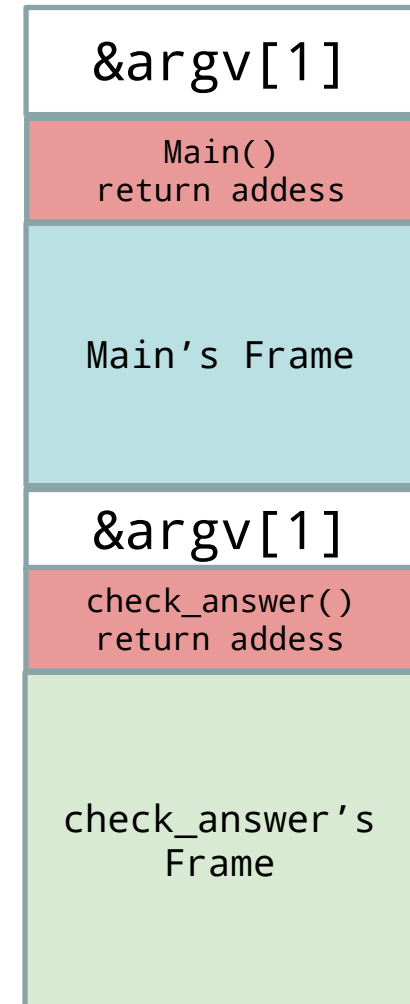 &argv[1]
Main()
return addess
Main’s Frame
&argv[1]
check_answer()
return addess
check_answer’s
Frame